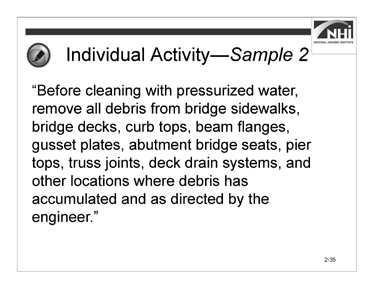 NHI
NATIONAL HIGHWAY INSTITUTE
Individual Activity—Sample 2
“Before cleaning with pressurized water,
remove all debris from bridge sidewalks,
bridge decks, curb tops, beam flanges,
gusset plates, abutment bridge seats, pier
tops, truss joints, deck drain systems, and
other locations where debris has
accumulated and as directed by the
engineer.”
2-35